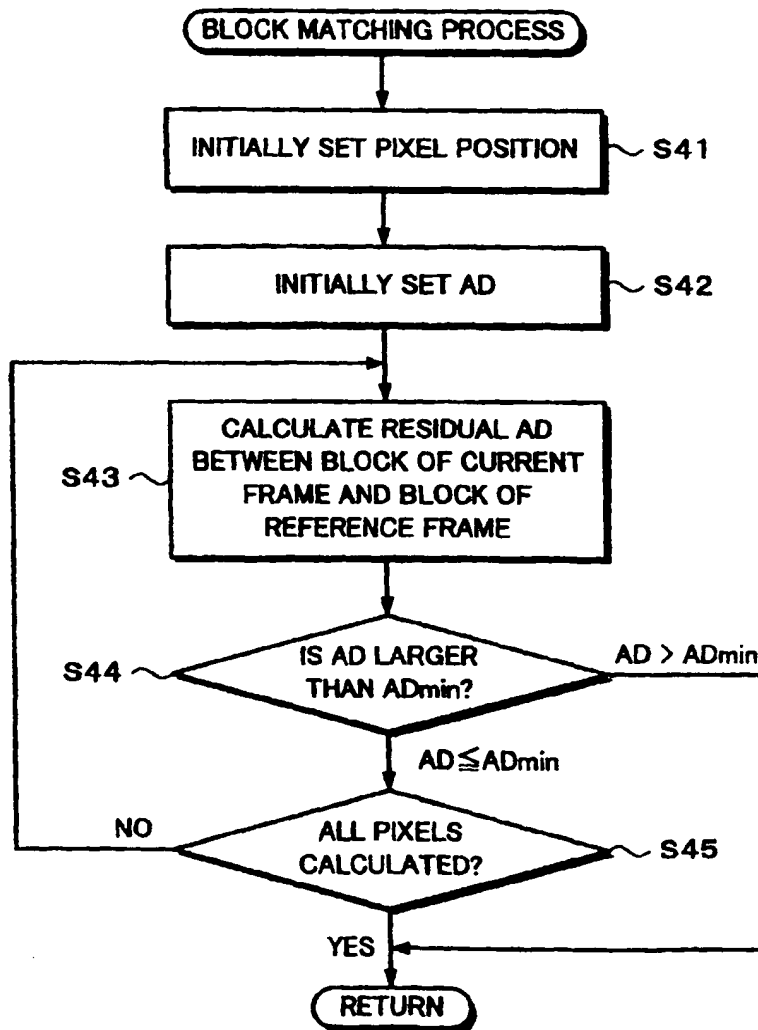 BLOCK MATCHING PROCESS
INITIALLY SET PIXEL POSITION
S41
INITIALLY SET AD
S42
CALCULATE RESIDUAL AD
BETWEEN BLOCK OF CURRENT
FRAME AND BLOCK OF
REFERENCE FRAME
S43
IS AD LARGER
THAN ADmin?
S44
AD > ADmin
AD≦ADmin
ALL PIXELS
CALCULATED?
S45
NO
YES
RETURN